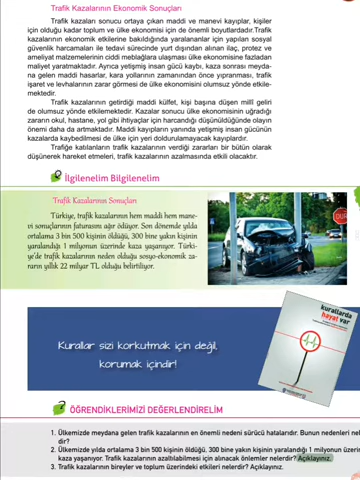 Trafik Kazalarının Ekonomik Sonuçları
Trafik kazaları sonucu ortaya çıkan maddi ve manevi kayıplar, kişiler
için olduğu kadar toplum ve ülke ekonomisi için de önemli boyutlardadır.Trafik
kazalarının ekonomik etkilerine bakıldığında yaralananlar için yapılan sosyal
güvenlik harcamaları ile tedavi sürecinde yurt dışından alınan ilaç, protez ve
ameliyat malzemelerinin ciddi meblağlara ulaşması ülke ekonomisine fazladan
maliyet yaratmaktadır. Ayrıca yetişmiş insan gücü kaybı, kaza sonrası meyda-
na gelen maddi hasarlar, kara yollarının zamanından önce yıpranması, trafik
işaret ve levhalarının zarar görmesi de ülke ekonomisini olumsuz yönde etkile-
mektedir.
Trafik kazalarının getirdiği maddi külfet, kişi başına düşen millî geliri
de olumsuz yönde etkilemektedir. Kazalar sonucu ülke ekonomisinin uğradığı
zararın okul, hastane, yol gibi ihtiyaçlar için harcandığı düşünüldüğünde olayın
önemi daha da artmaktadır. Maddi kayıpların yanında yetişmiş insan gücünün
kazalarda kaybedilmesi de ülke için yeri doldurulamayacak kayıplardır.
Trafiğe katılanların trafik kazalarının verdiği zararları bir bütün olarak
düşünerek hareket etmeleri, trafik kazalarının azalmasında etkili olacaktır.
İlgilenelim Bilgilenelim
Trafik Kazalarının Sonuçları
Türkiye, trafik kazalarının hem maddi hem mane-
vi sonuçlarının faturasını ağır ödüyor. Son dönemde yılda
ortalama 3 bin 500 kişinin öldüğü, 300 bine yakın kişinin
yaralandığı 1 milyonun üzerinde kaza yaşanıyor. Türki-
ye'de trafik kazalarının neden olduğu sosyo-ekonomik za-
rarın yıllık 22 milyar TL olduğu belirtiliyor.
DUR
kurallarda
hayat var
Kurallar sizi korkutmak için değil,
korumak içindir!
ÖĞRENDİKLERİMİZİ DEĞERLENDİRELİM
1. Ülkemizde meydana gelen trafik kazalarının en önemli nedeni sürücü hatalarıdır. Bunun nedenleri ne
dir?
2. Ülkemizde yılda ortalama 3 bin 500 kişinin öldüğü, 300 bine yakın kişinin yaralandığı 1 milyonun üzeri
kaza yaşanıyor. Trafik kazalarının azaltılabilmesi için alınacak önlemler nelerdir? Açıklayınız.
3. Trafik kazalarının bireyler ve toplum üzerindeki etkileri nelerdir? Açıklayınız.